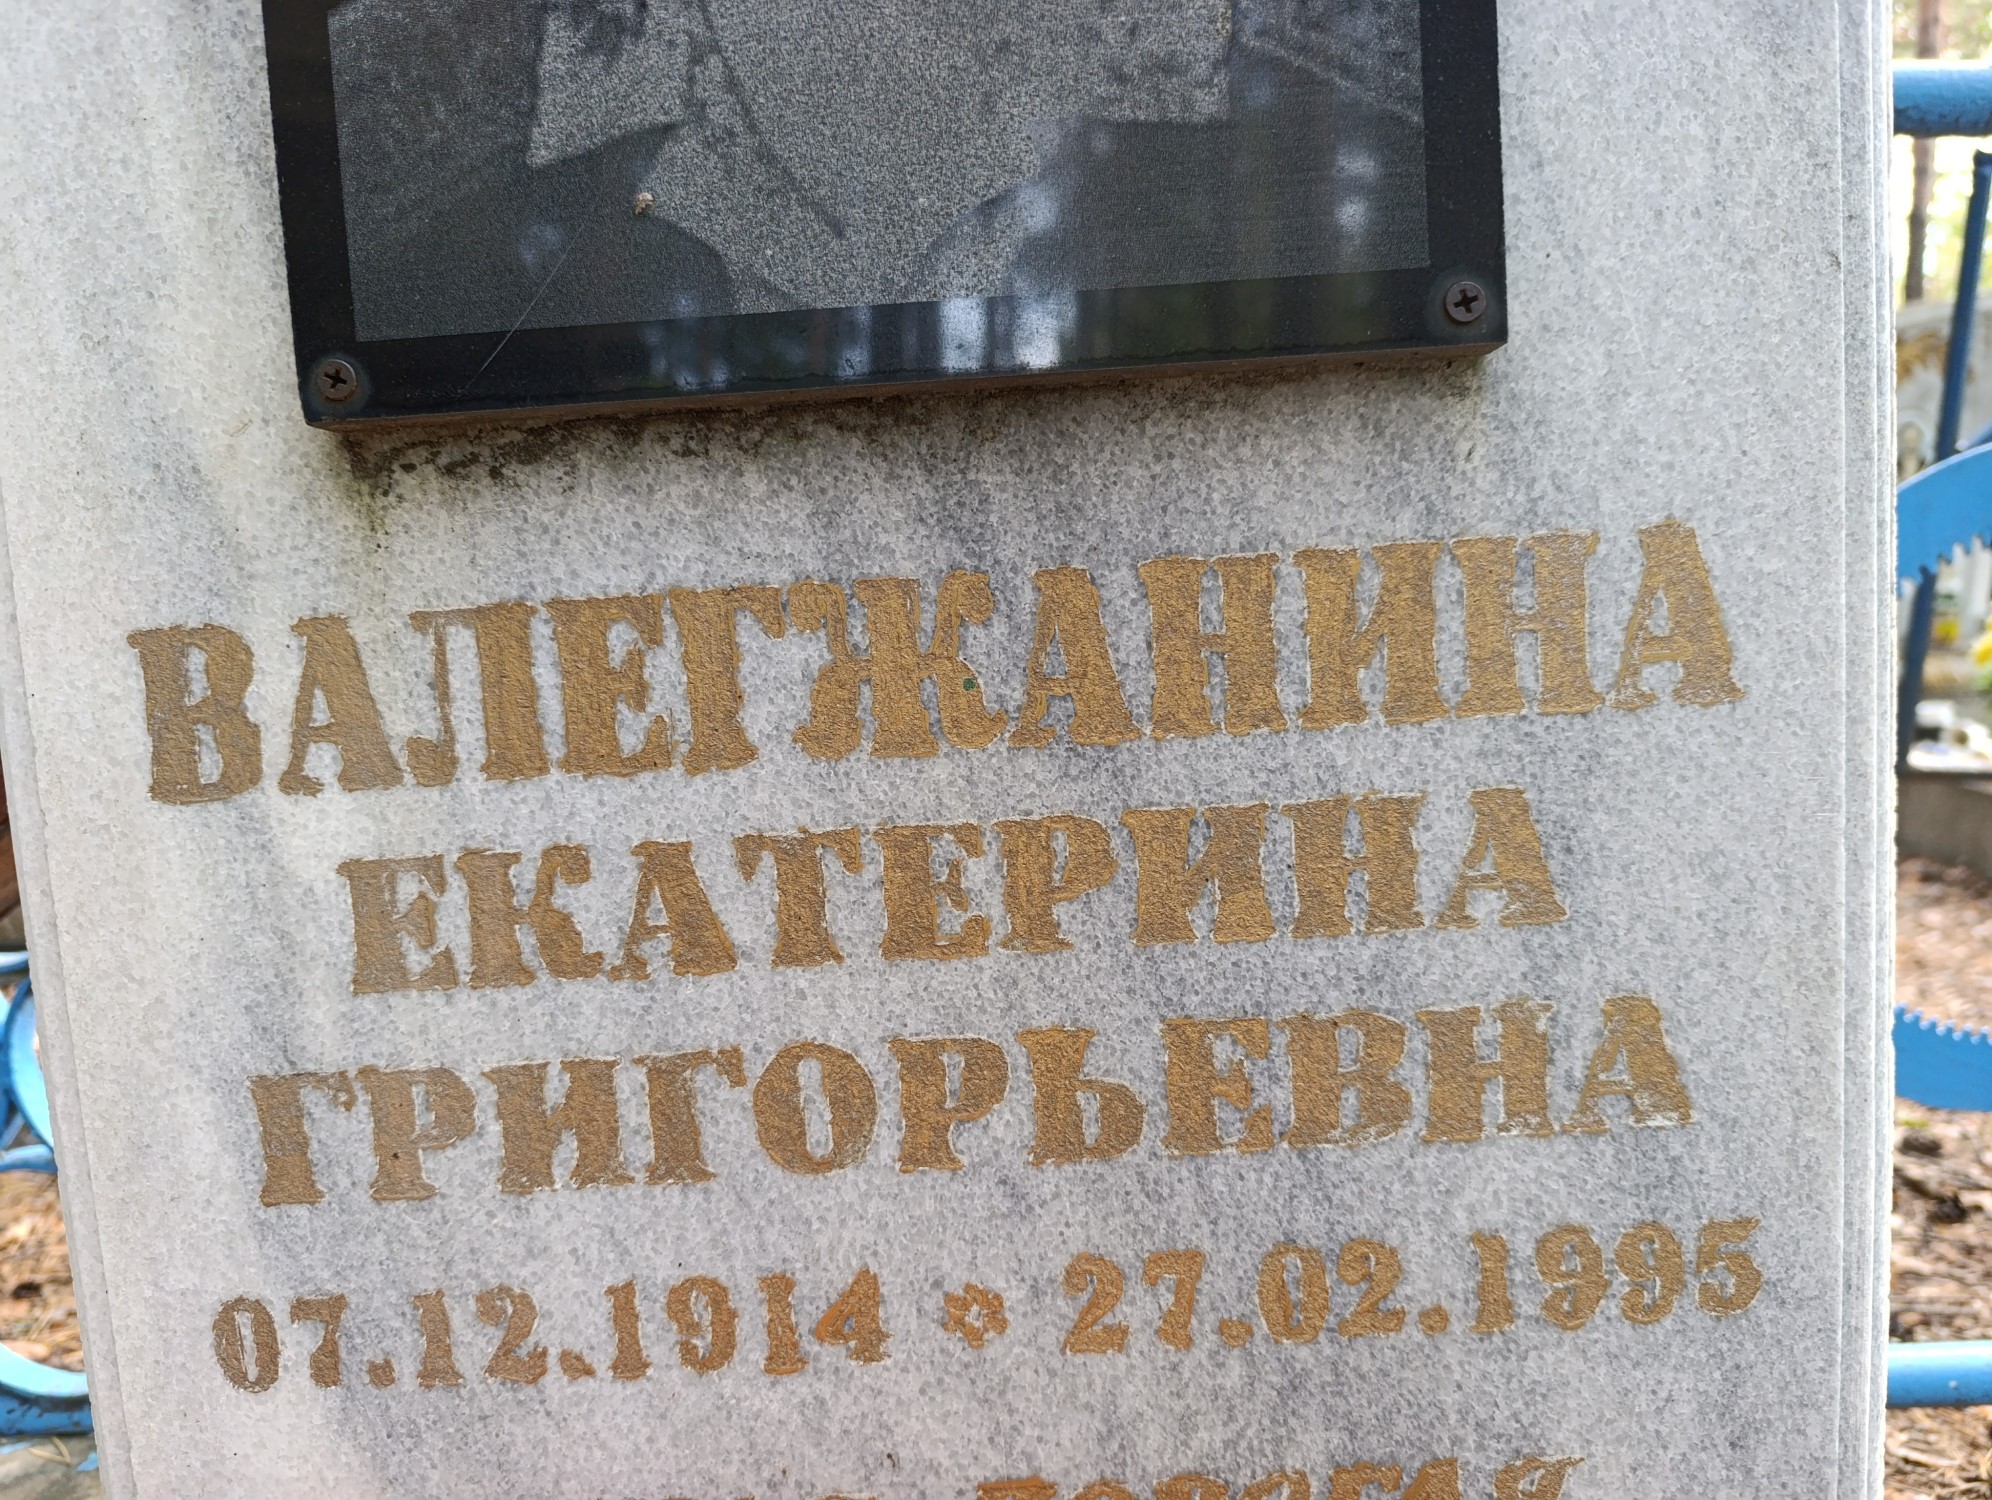 ВАЛЕГЖАНИНА
ЕКАТЕРИНА
ГРИГОРЬЕВНА
07.12.1914 * 27.02.1995